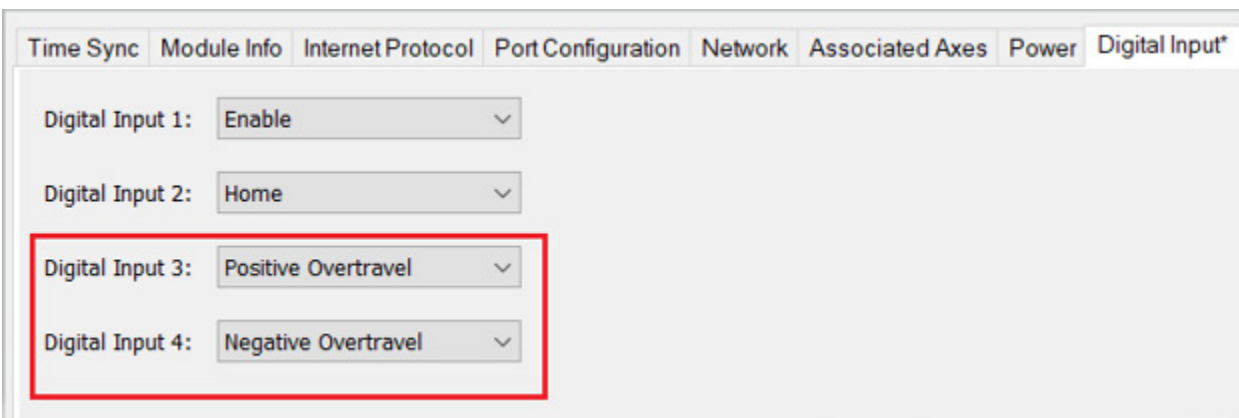 Time Sync Module Info Internet Protocol Port Configuration Network Associated Axes Power Digital Input*
Digital Input 1: Enable
Digital Input 2: Home
Digital Input 3: Positive Overtravel
Digital Input 4: Negative Overtravel